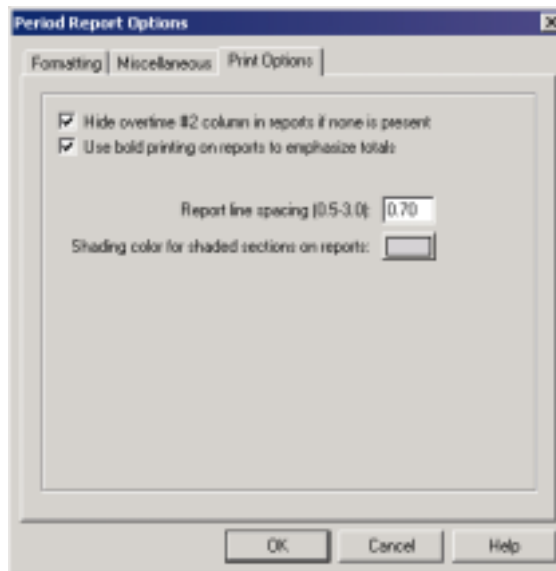 Period Report Options
Formatting Miscellaneous Print Options
Hide overtime #2 column in reports if none is present
Use bold printing on reports to emphasize totals
Report line spacing (0.5-3.0): 0.70
Shading color for shaded sections on reports:
OK Cancel Help